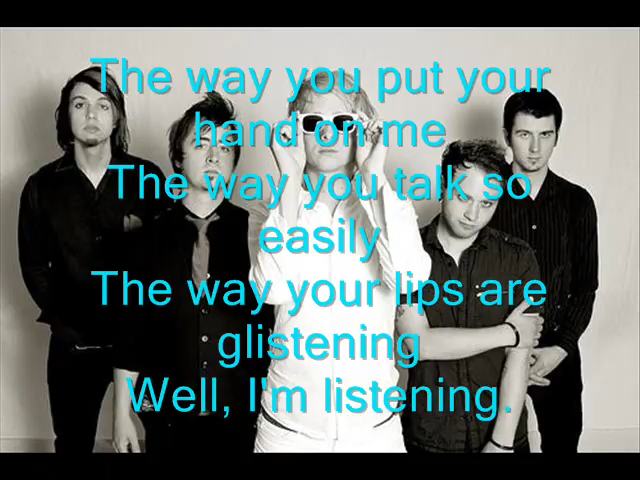 The way you put your
hand on me
The way you talk so
easily
The way your lips are
glistening
Well, I'm listening.